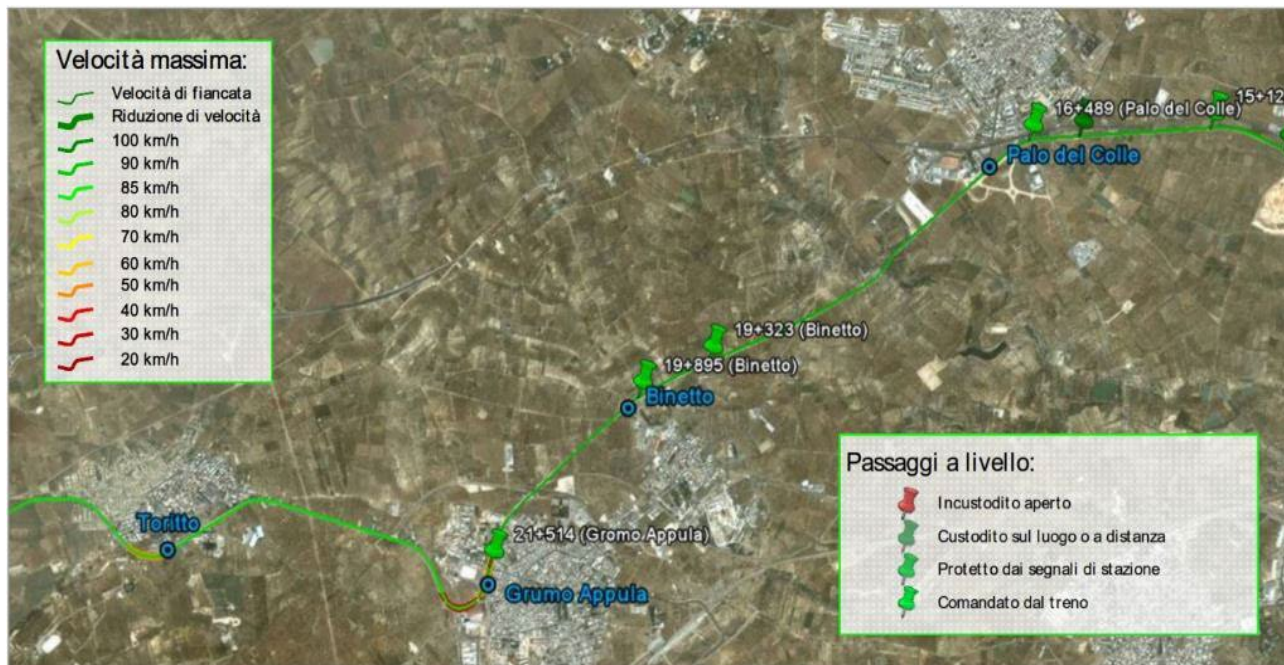 Velocità massima:
Velocità di fiancata
Riduzione di velocità
100 km/h
90 km/h
85 km/h
80 km/h
70 km/h
60 km/h
50 km/h
40 km/h
30 km/h
20 km/h
16+489 (Palo del Colle)
15+12
Palo del Colle
19+323 (Binetto)
19+895 (Binetto)
Binetto
Toritto
21+514 (Gromo Appula)
Grumo Appula
Passaggi a livello:
Incustodito aperto
Custodito sul luogo o a distanza
Protetto dai segnali di stazione
Comandato dal treno